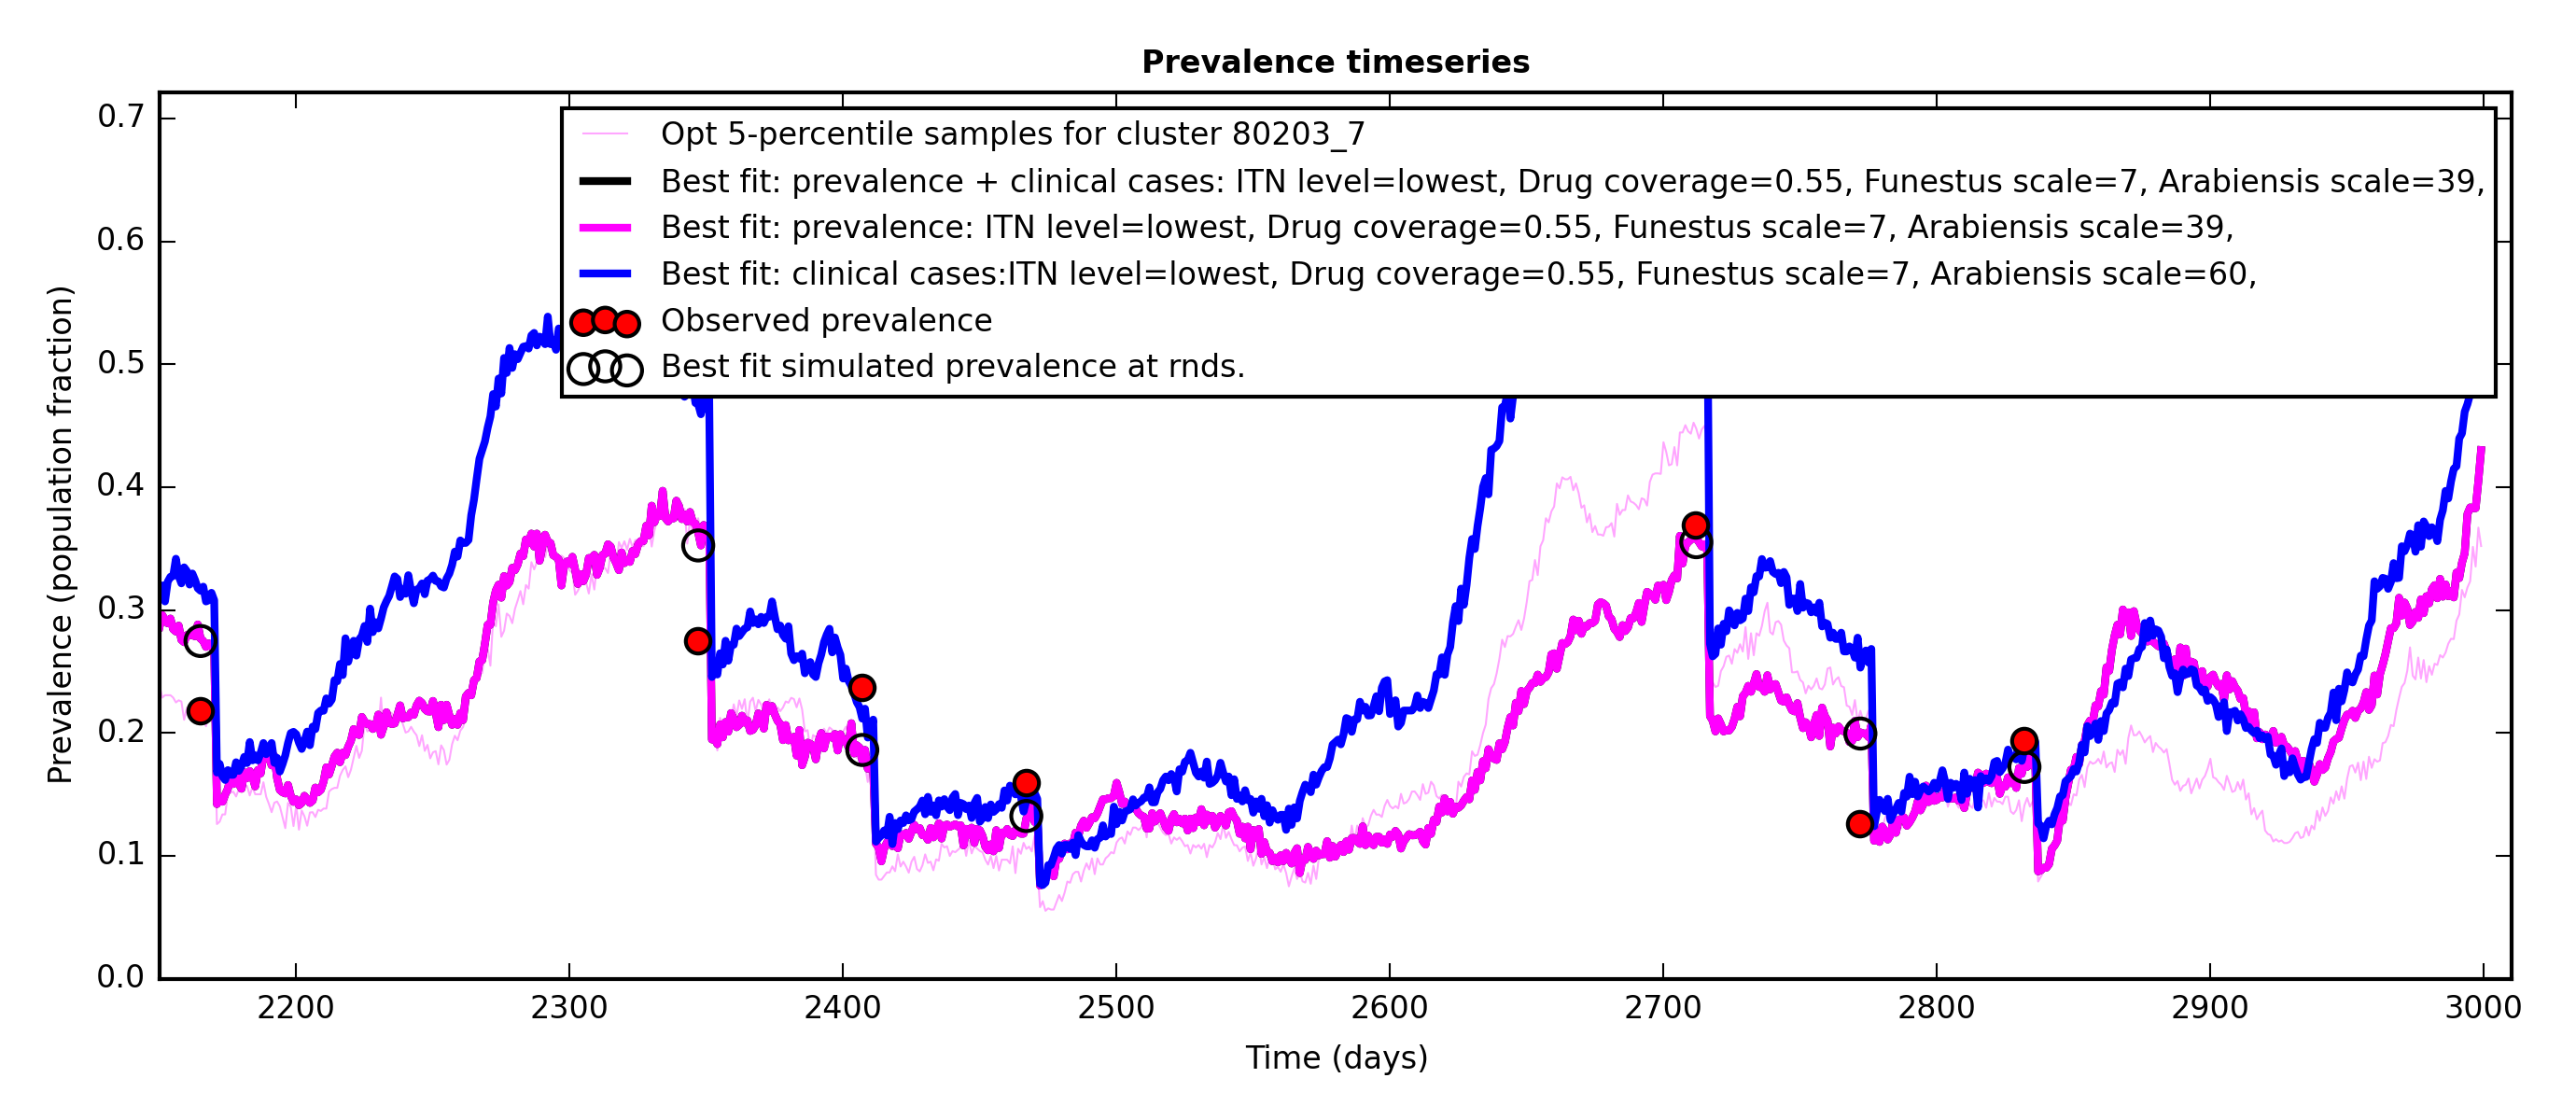 Prevalence timeseries
Opt 5-percentile samples for cluster 80203_7
Best fit: prevalence + clinical cases: ITN level=lowest, Drug coverage=0.55, Funestus scale=7, Arabiensis scale=39,
Best fit: prevalence: ITN level=lowest, Drug coverage=0.55, Funestus scale=7, Arabiensis scale=39,
Best fit: clinical cases:ITN level=lowest, Drug coverage=0.55, Funestus scale=7, Arabiensis scale=60,
Observed prevalence
Best fit simulated prevalence at rnds.
Prevalence (population fraction)
0.7
0.6
0.5
0.4
0.3
0.2
0.1
0.0
2200 2300 2400 2500 2600 2700 2800 2900 3000
Time (days)